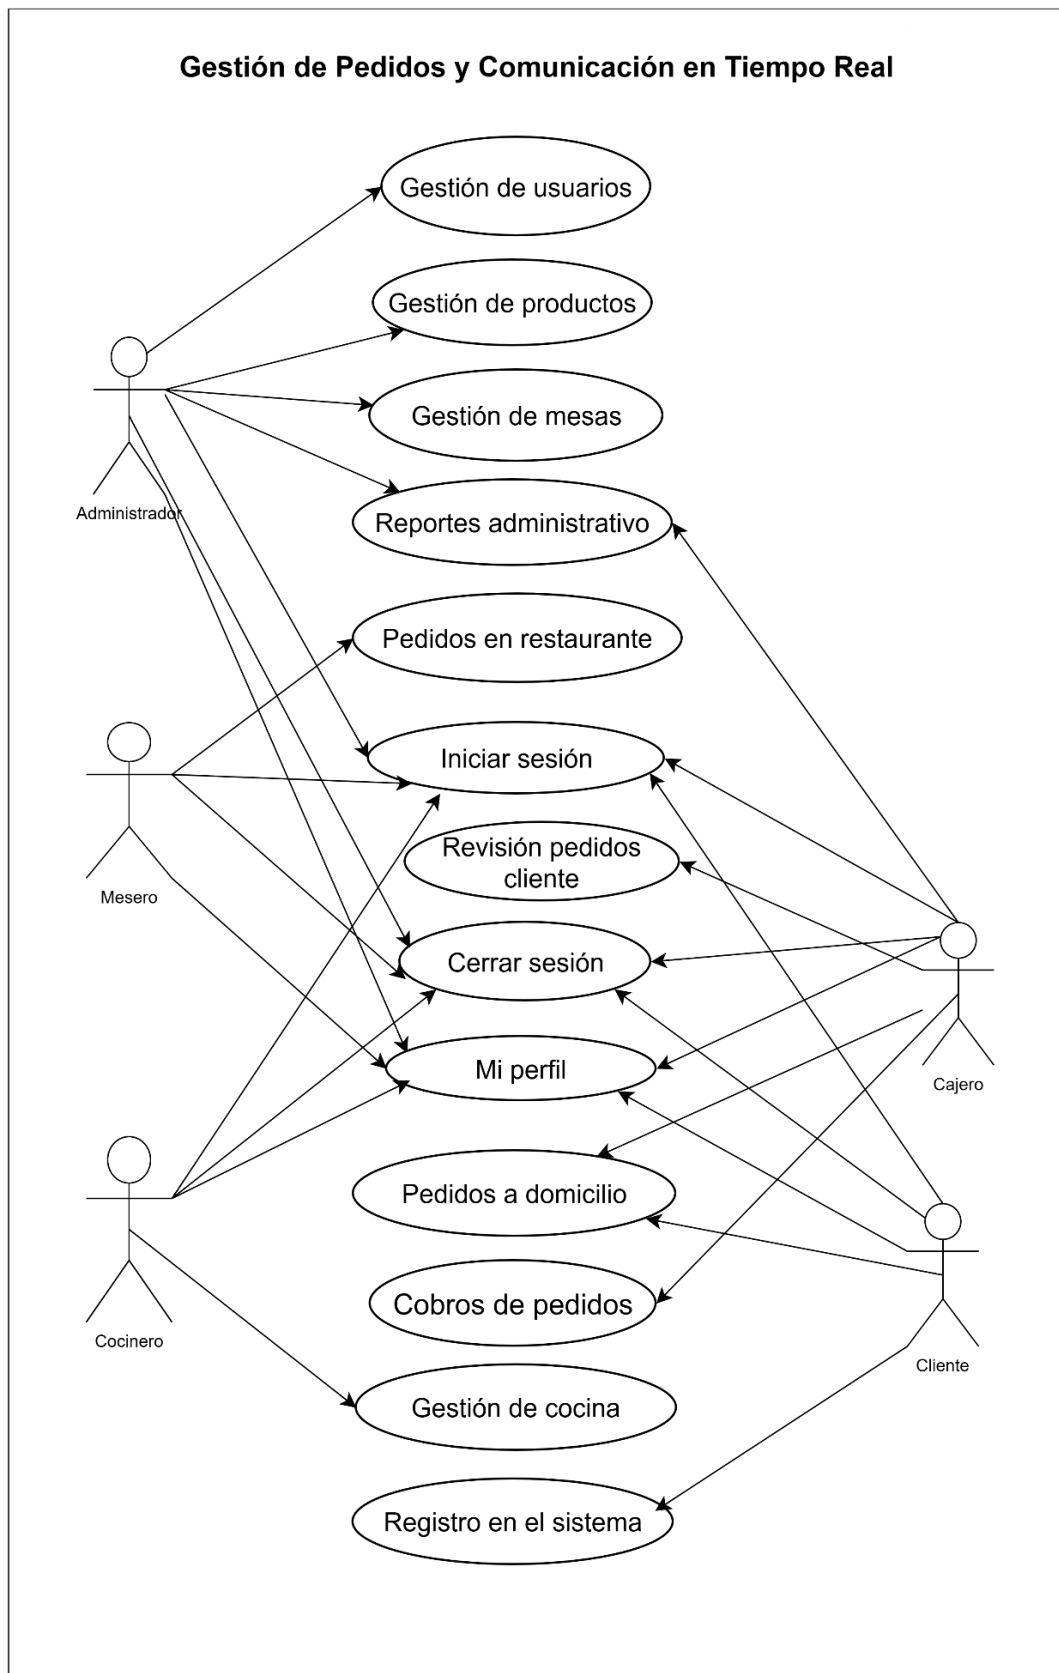 Gestión de Pedidos y Comunicación en Tiempo Real
Gestión de usuarios
Gestión de productos
Gestión de mesas
Administrador
Reportes administrativo
Pedidos en restaurante
Iniciar sesión
Revisión pedidos
cliente
Mesero
Cerrar sesión
Mi perfil
Cajero
Pedidos a domicilio
Cobros de pedidos
Cocinero
Cliente
Gestión de cocina
Registro en el sistema